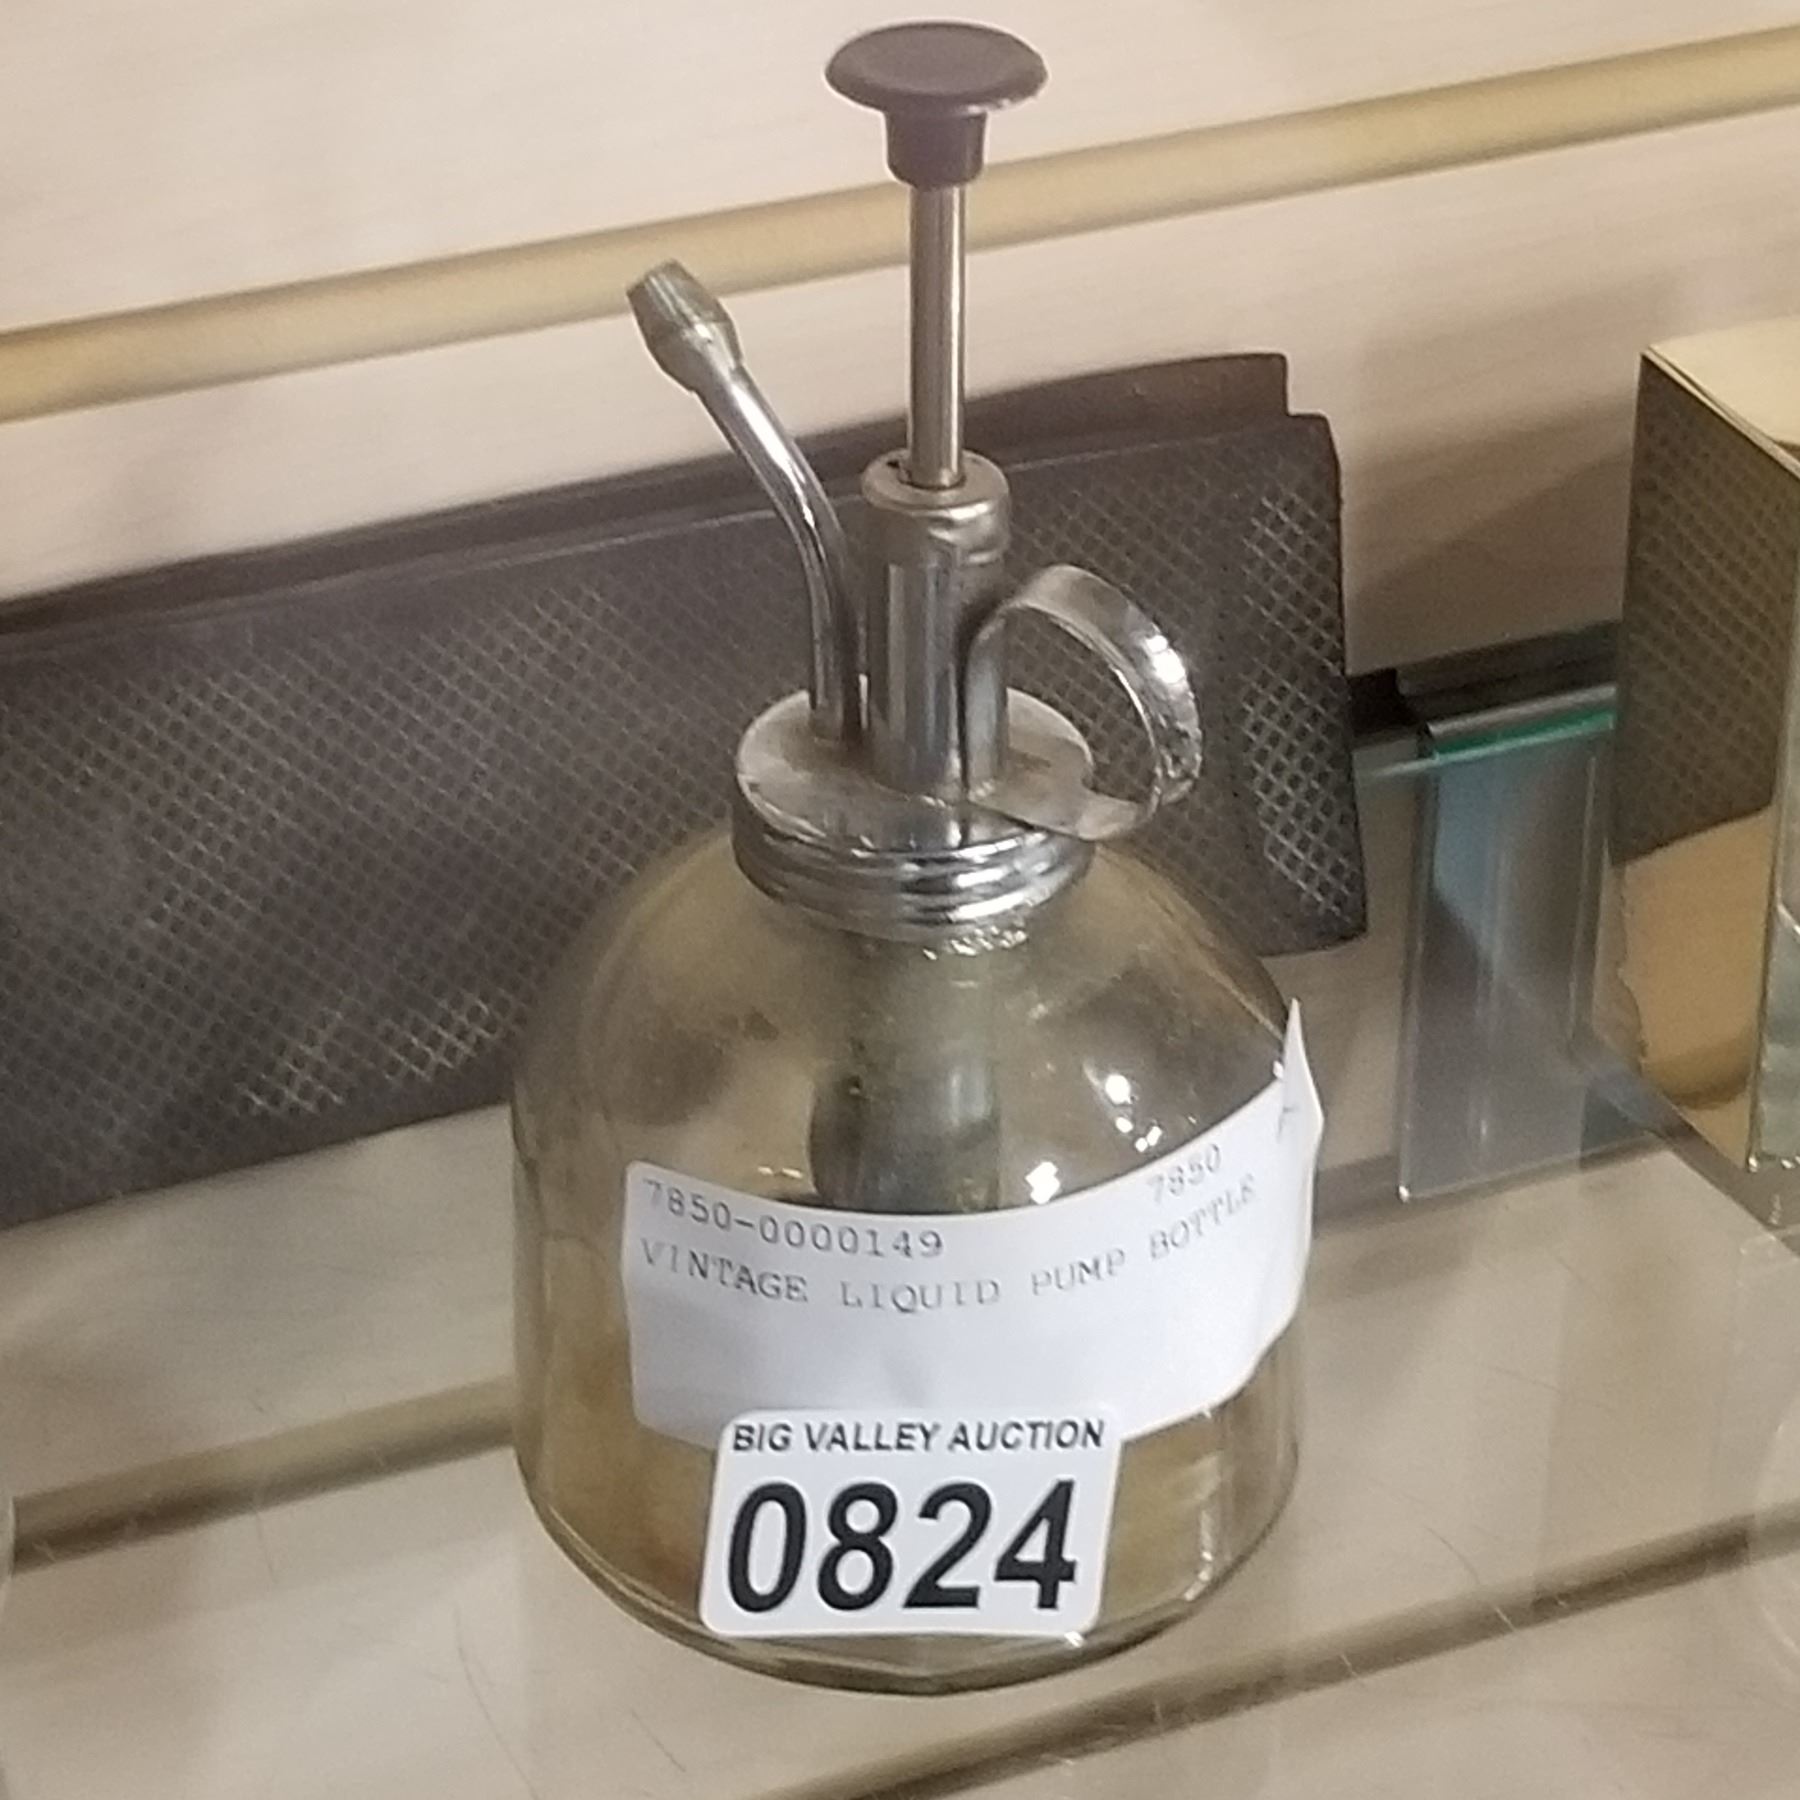 7850-0000149 7850
VINTAGE LIQUID PUMP BOTTLE
BIG VALLEY AUCTION
0824